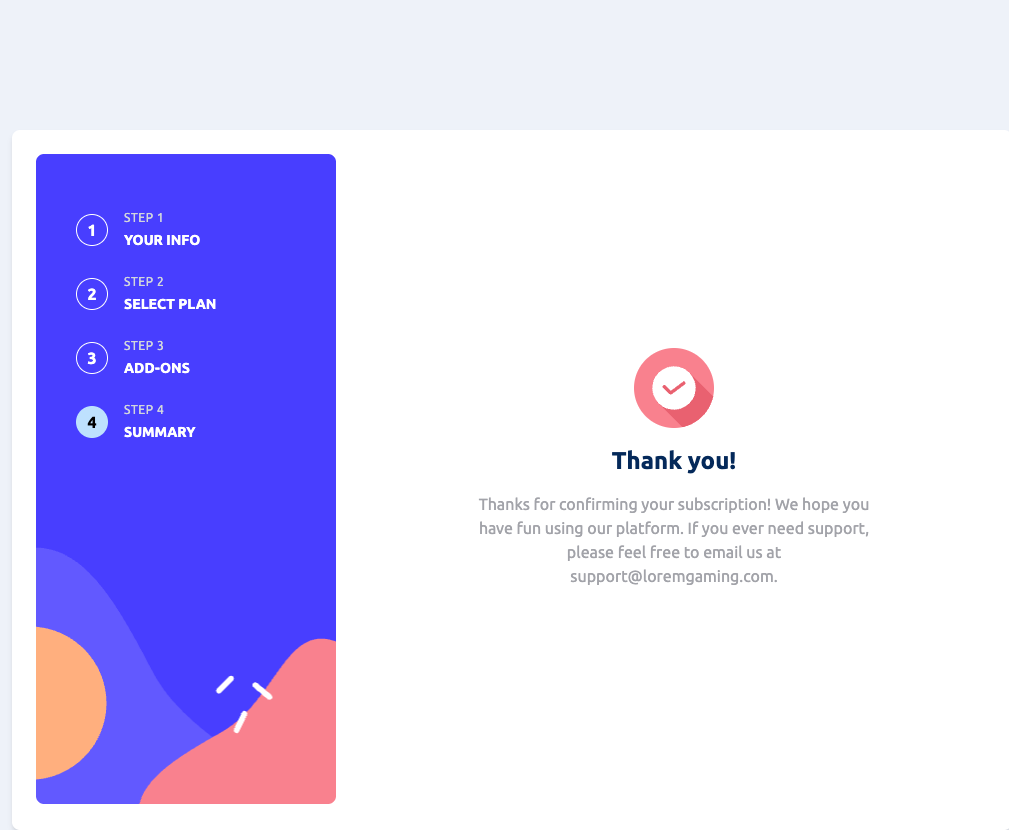 1
STEP 1
YOUR INFO
2
STEP 2
SELECT PLAN
3
STEP 3
ADD-ONS
4
STEP 4
SUMMARY
Thank you!
Thanks for confirming your subscription! We hope you
have fun using our platform. If you ever need support,
please feel free to email us at
support@loremgaming.com.